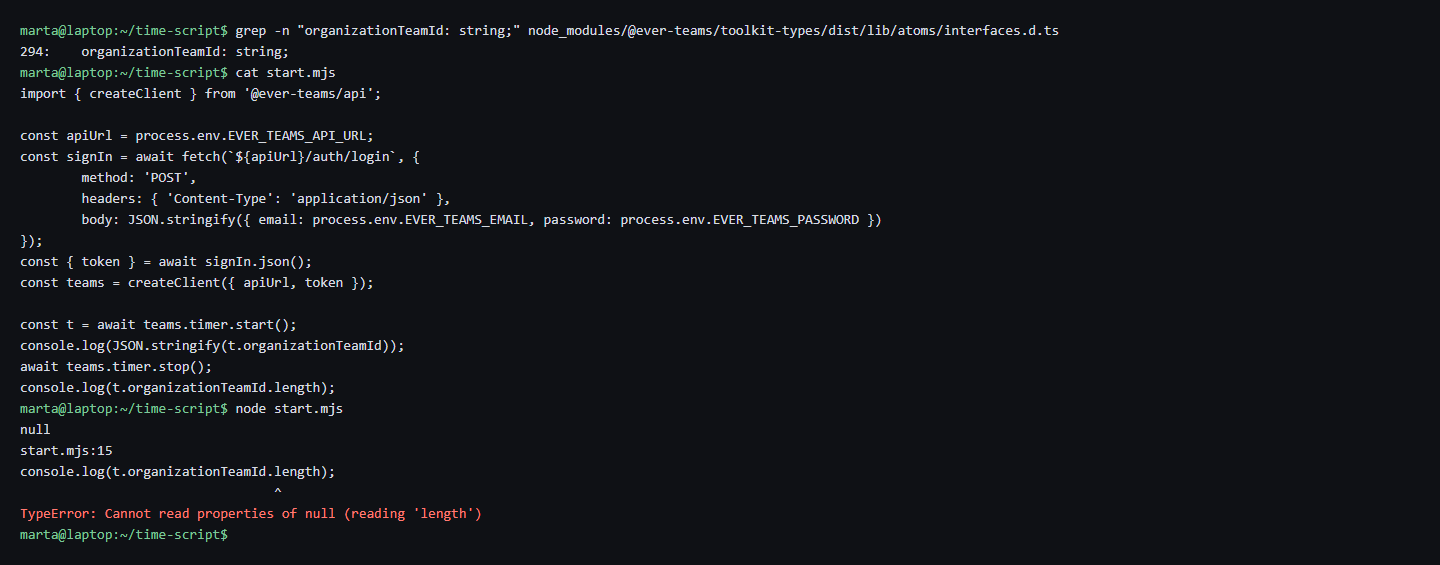 marta@laptop:~/time-script$ grep -n "organizationTeamId: string;" node_modules/@ever-teams/toolkit-types/dist/lib/atoms/interfaces.d.ts
294:    organizationTeamId: string;
marta@laptop:~/time-script$ cat start.mjs
import { createClient } from '@ever-teams/api';

const apiUrl = process.env.EVER_TEAMS_API_URL;
const signIn = await fetch(`${apiUrl}/auth/login`, {
        method: 'POST',
        headers: { 'Content-Type': 'application/json' },
        body: JSON.stringify({ email: process.env.EVER_TEAMS_EMAIL, password: process.env.EVER_TEAMS_PASSWORD })
});
const { token } = await signIn.json();
const teams = createClient({ apiUrl, token });

const t = await teams.timer.start();
console.log(JSON.stringify(t.organizationTeamId));
await teams.timer.stop();
console.log(t.organizationTeamId.length);
marta@laptop:~/time-script$ node start.mjs
null
start.mjs:15
console.log(t.organizationTeamId.length);
                                 ^
TypeError: Cannot read properties of null (reading 'length')
marta@laptop:~/time-script$